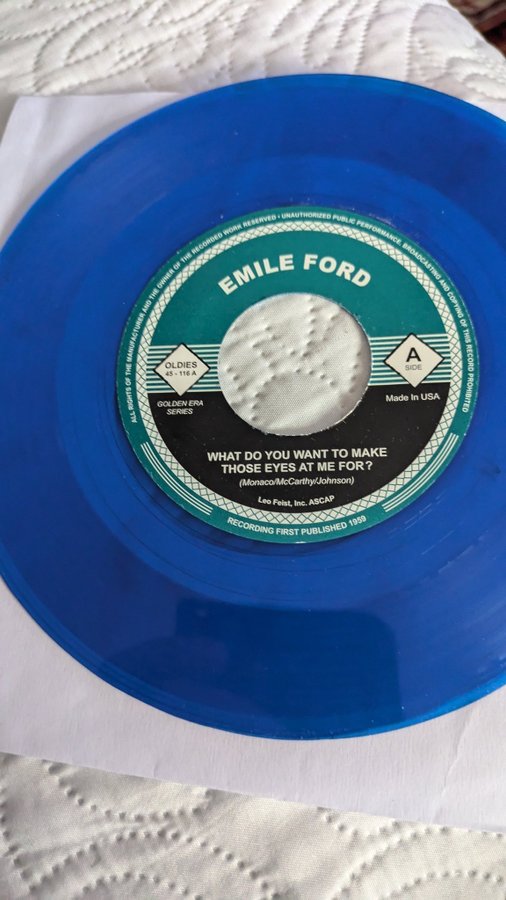 ALL RIGHTS OF THE MANUFACTURER AND THE OWNER OF THE RECORDED WORK RESERVED • UNAUTHORIZED PUBLIC PERFORMANCE, BROADCASTING AND COPYING OF THIS RECORD PROHIBITED
EMILE FORD
OLDIES
45 - 116 A
A
SIDE
GOLDEN ERA
SERIES
Made In USA
WHAT DO YOU WANT TO MAKE
THOSE EYES AT ME FOR?
(Monaco/McCarthy/Johnson)
Leo Feist, Inc. ASCAP
RECORDING FIRST PUBLISHED 1959